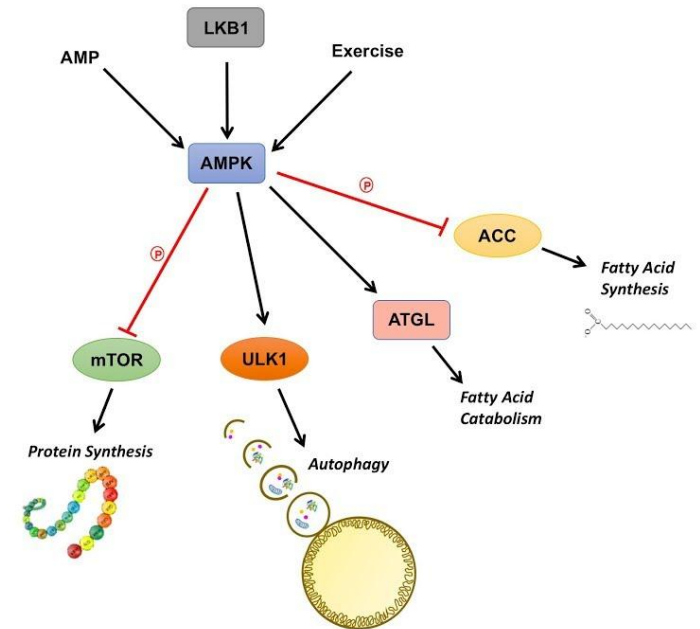 LKB1
AMP
Exercise
AMPK
P
P
ACC
Fatty Acid
Synthesis
ATGL
mTOR
ULK1
Fatty Acid
Catabolism
Protein Synthesis
Autophagy